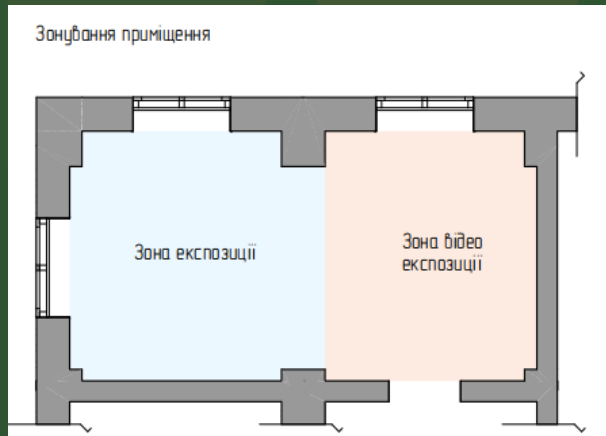 Зонування приміщення
Зона експозиції
Зона відео
експозиції